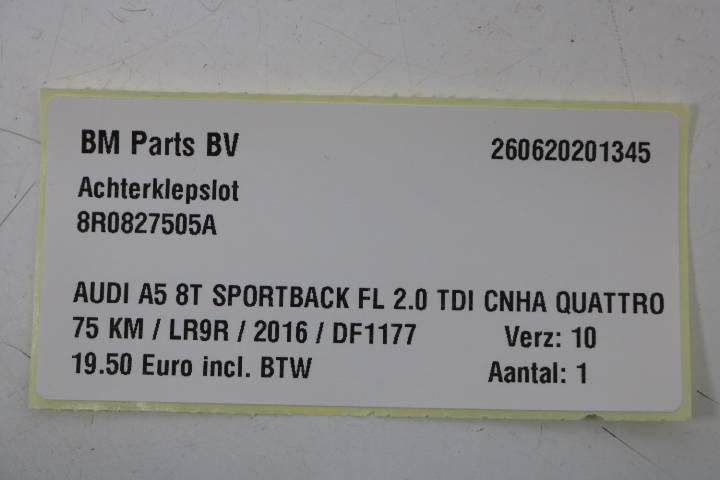 BM Parts BV 260620201345
Achterklepslot
8R0827505A
AUDI A5 8T SPORTBACK FL 2.0 TDI CNHA QUATTRO
75 KM / LR9R / 2016 / DF1177 Verz: 10
19.50 Euro incl. BTW Aantal: 1